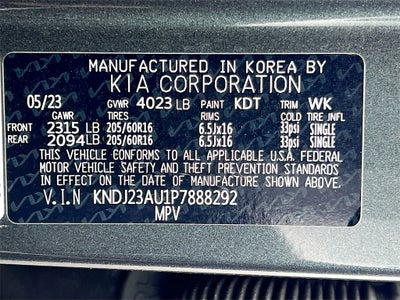 MANUFACTURED IN KOREA BY
KIA CORPORATION
05/23 GVWR 4023 LB PAINT KDT TRIM WK
GAWR TIRES RIMS COLD TIRE INFL
FRONT 2315 LB 205/60R16 6.5Jx16 33psi SINGLE
REAR 2094 LB 205/60R16 6.5Jx16 33psi SINGLE
THIS VEHICLE CONFORMS TO ALL APPLICABLE U.S.A. FEDERAL
MOTOR VEHICLE SAFETY AND THEFT PREVENTION STANDARDS
IN EFFECT ON THE DATE OF MANUFACTURE SHOWN ABOVE.
V.I.N KNDJ23AU1P7888292
MPV